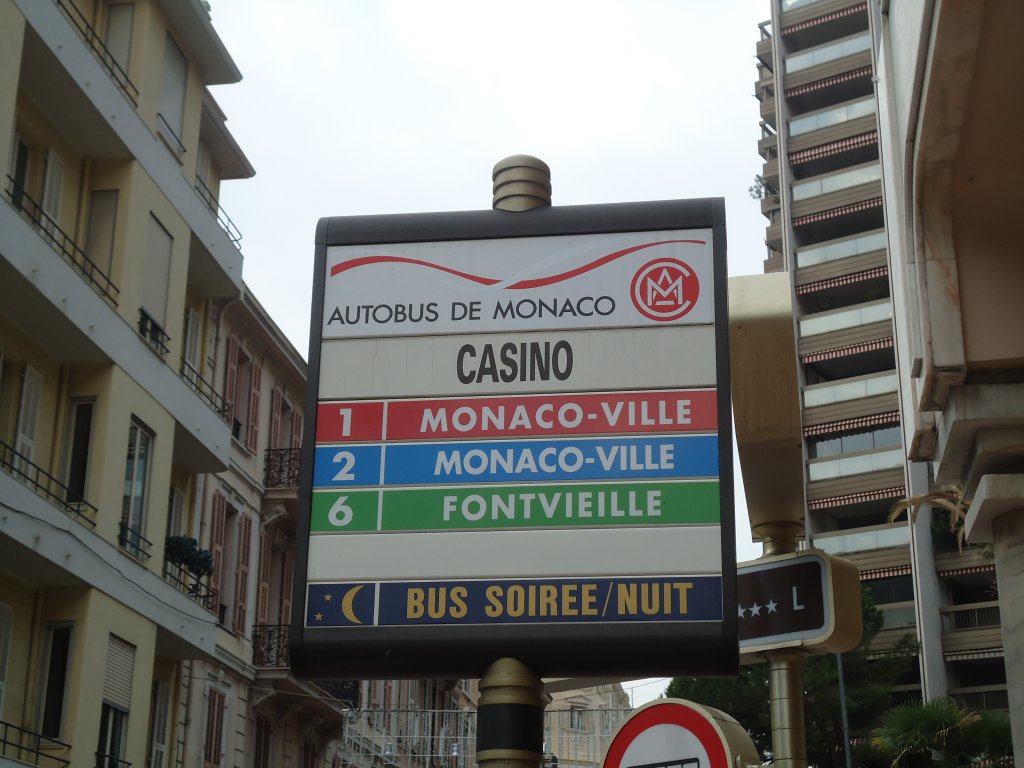 AUTOBUS DE MONACO
CASINO
1 MONACO-VILLE
2 MONACO-VILLE
6 FONTVIEILLE
BUS SOIREE/NUIT
★★★★ L